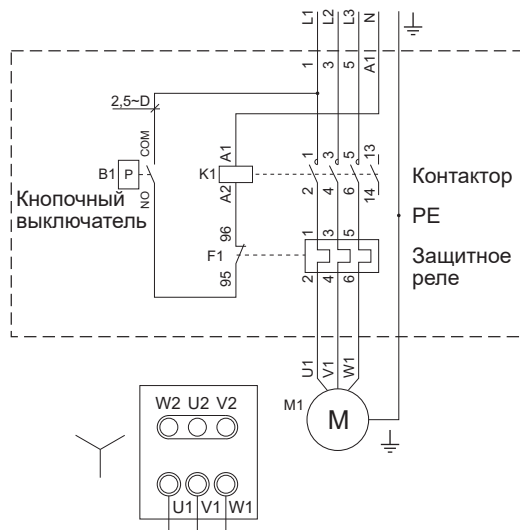 L1 L2 L3 N
1 3 5 A1
2,5~D
COM
B1 P
NO
Кнопочный
выключатель
A1
K1
A2
1 3 5 13
2 4 6 14
Контактор
PE
96
F1
95
1 3 5
2 4 6
Защитное
реле
U1 V1 W1
M1 M
W2 U2 V2
U1 V1 W1